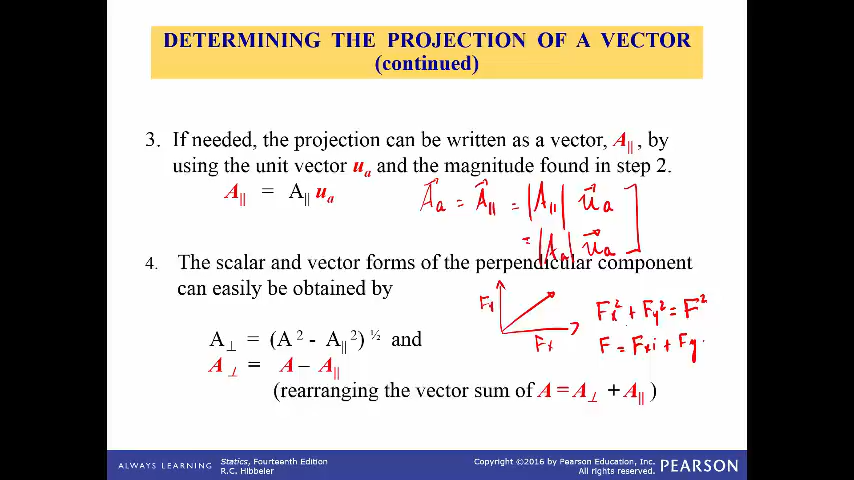 DETERMINING THE PROJECTION OF A VECTOR
(continued)
3. If needed, the projection can be written as a vector, A∥ , by
using the unit vector uₐ and the magnitude found in step 2.
A∥ = A∥ uₐ
A⃗ₐ = A⃗∥ = |A∥| u⃗ₐ
= |Aₐ| u⃗ₐ
4. The scalar and vector forms of the perpendicular component
can easily be obtained by
Fy
Fx
Fx² + Fy² = F²
F = Fxi + Fy
A⊥ = (A² - A∥²)^½ and
A⊥ = A – A∥
(rearranging the vector sum of A = A⊥ + A∥ )
ALWAYS LEARNING
Statics, Fourteenth Edition
R.C. Hibbeler
Copyright ©2016 by Pearson Education, Inc.
All rights reserved.
PEARSON